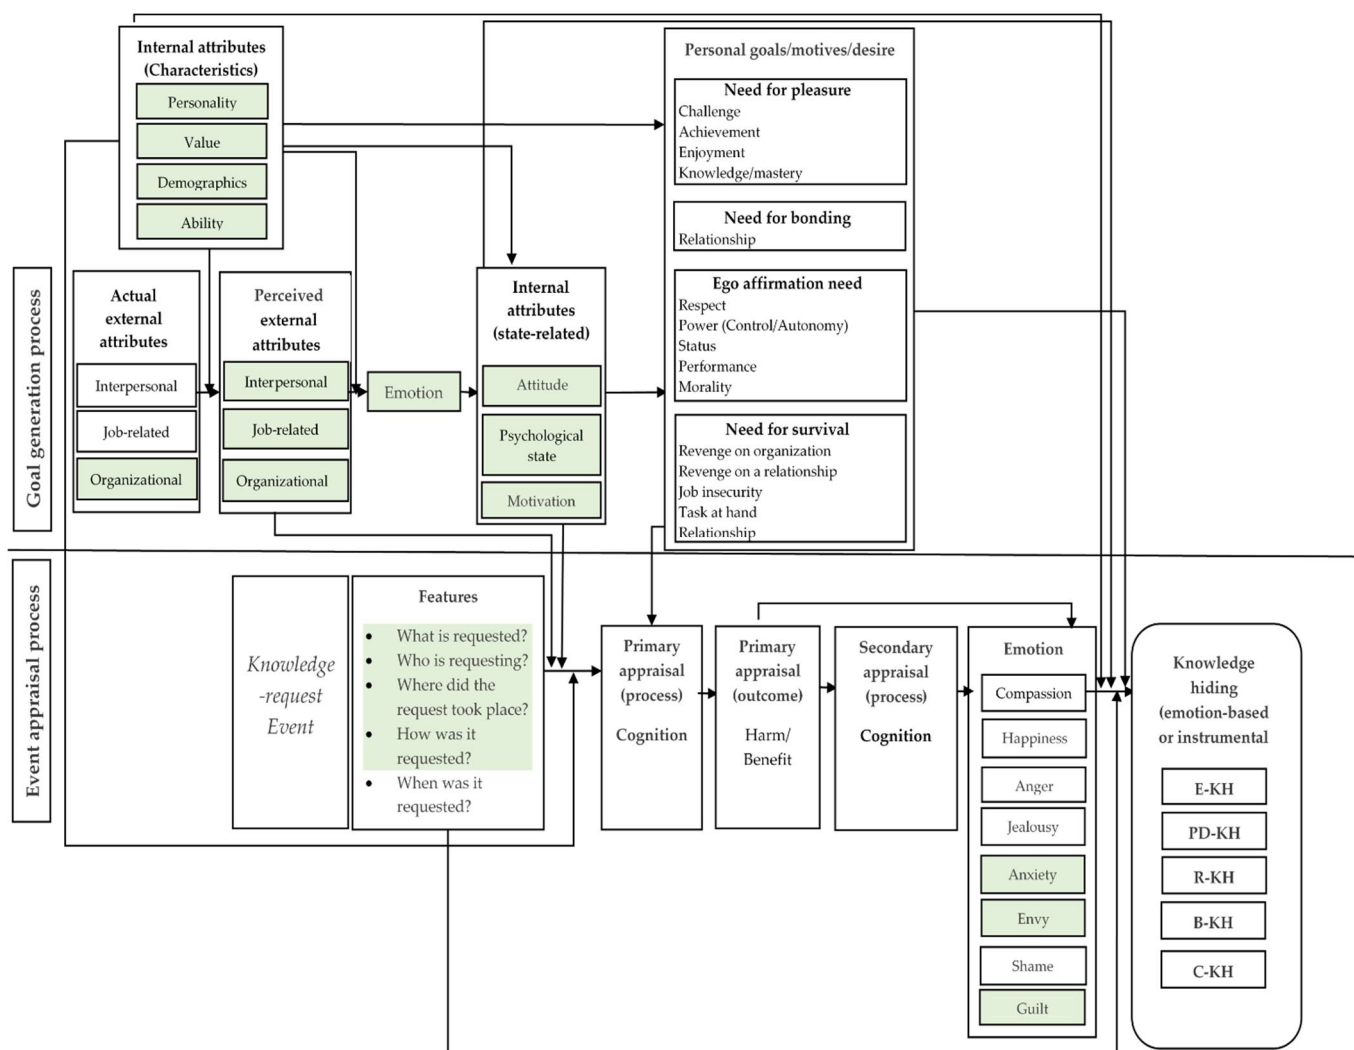 Internal attributes
(Characteristics)
Personality
Value
Demographics
Ability
Personal goals/motives/desire
Need for pleasure
Challenge
Achievement
Enjoyment
Knowledge/mastery
Need for bonding
Relationship
Ego affirmation need
Respect
Power (Control/Autonomy)
Status
Performance
Morality
Need for survival
Revenge on organization
Revenge on a relationship
Job insecurity
Task at hand
Relationship
Goal generation process
Actual
external
attributes
Interpersonal
Job-related
Organizational
Perceived
external
attributes
Interpersonal
Job-related
Organizational
Emotion
Internal
attributes
(state-related)
Attitude
Psychological
state
Motivation
Event appraisal process
Knowledge
-request
Event
Features
• What is requested?
• Who is requesting?
• Where did the
request took place?
• How was it
requested?
• When was it
requested?
Primary
appraisal
(process)
Cognition
Primary
appraisal
(outcome)
Harm/
Benefit
Secondary
appraisal
(process)
Cognition
Emotion
Compassion
Happiness
Anger
Jealousy
Anxiety
Envy
Shame
Guilt
Knowledge
hiding
(emotion-based
or instrumental
E-KH
PD-KH
R-KH
B-KH
C-KH